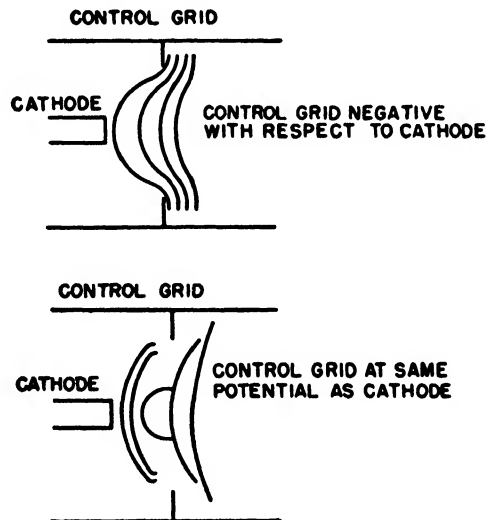 CONTROL GRID
CATHODE
CONTROL GRID NEGATIVE
WITH RESPECT TO CATHODE
CONTROL GRID
CATHODE
CONTROL GRID AT SAME
POTENTIAL AS CATHODE